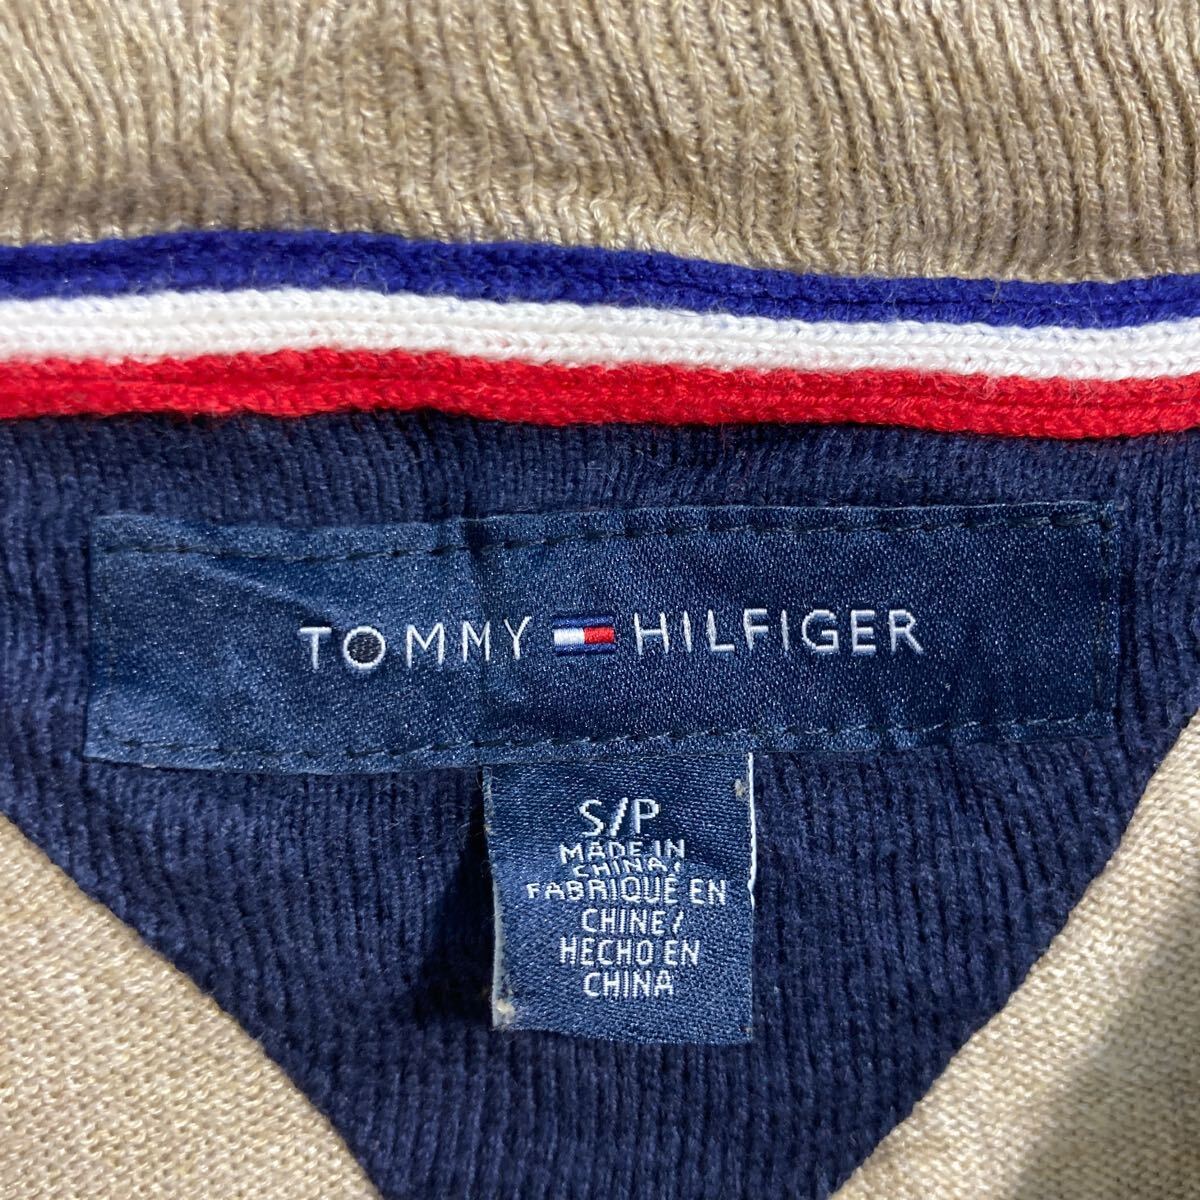 TOMMY HILFIGER
S/P
MADE IN
CHINA/
FABRIQUÉ EN
CHINE/
HECHO EN
CHINA